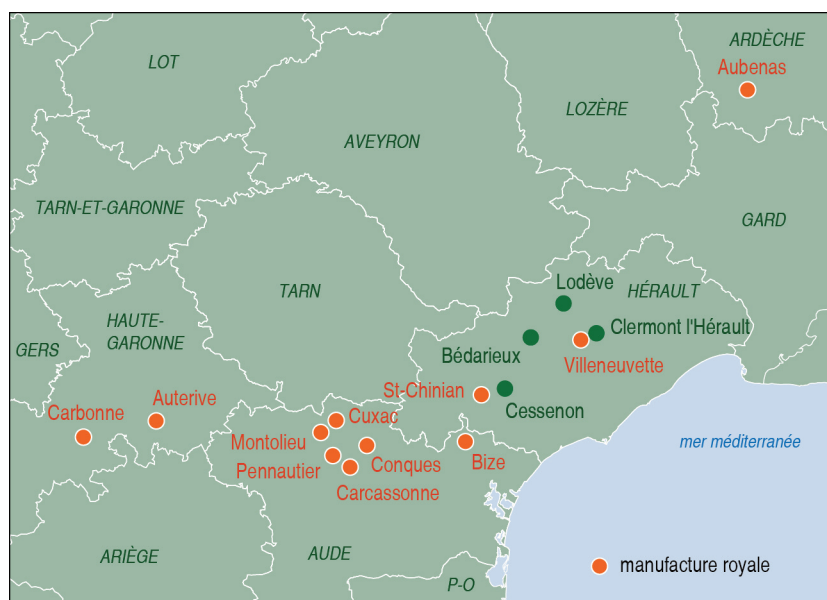 ARDÈCHE
LOT
Aubenas
LOZÈRE
AVEYRON
TARN-ET-GARONNE
GARD
Lodève
TARN
HÉRAULT
HAUTE-
GARONNE
Clermont l'Hérault
GERS
Bédarieux
Villeneuvette
St-Chinian
Auterive
Cessenon
Carbonne
Cuxac
Montolieu
mer méditerranée
Conques
Bize
Pennautier
Carcassonne
ARIÈGE
AUDE
manufacture royale
P-O